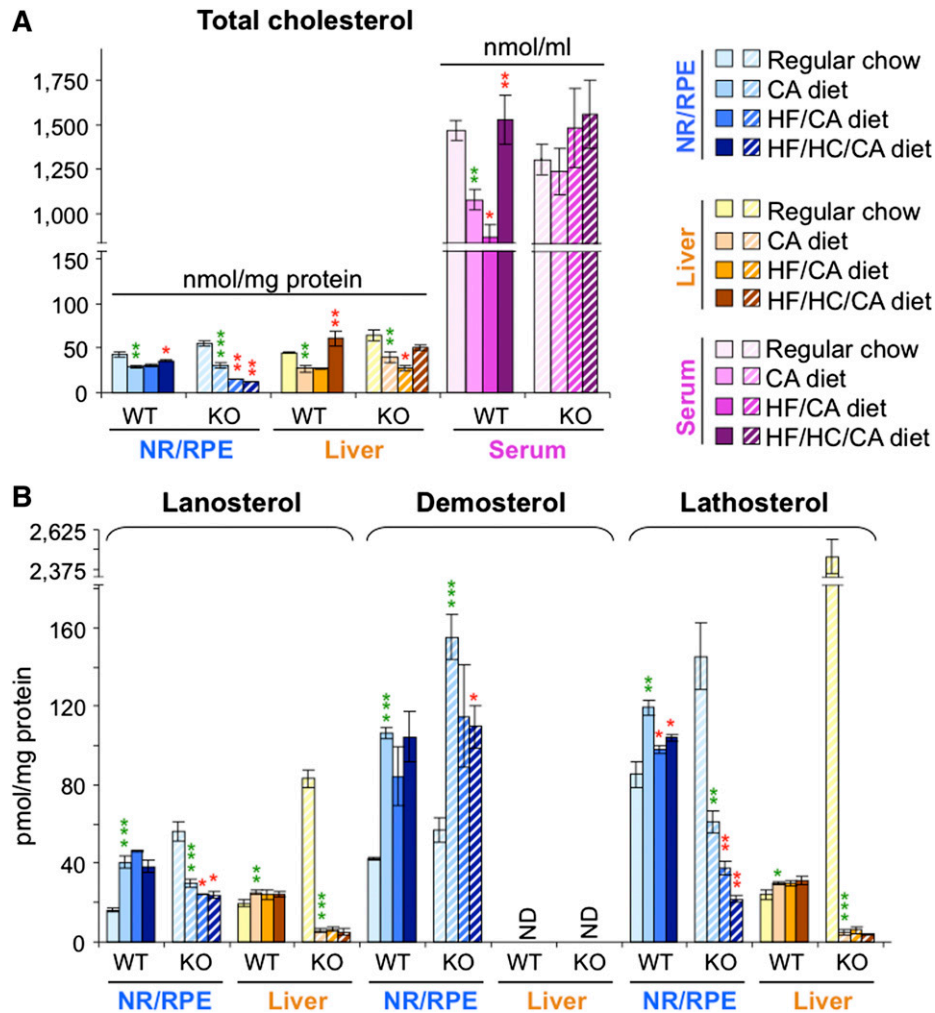 A
Total cholesterol
nmol/ml
1,750
1,500
1,250
1,000
150
100
50
0
nmol/mg protein
** * *** ** ** ** ** ** * ** * **
WT KO WT KO WT KO
NR/RPE Liver Serum
NR/RPE
Regular chow
CA diet
HF/CA diet
HF/HC/CA diet
Liver
Regular chow
CA diet
HF/CA diet
HF/HC/CA diet
Serum
Regular chow
CA diet
HF/CA diet
HF/HC/CA diet
B
Lanosterol Demosterol Lathosterol
pmol/mg protein
2,625
2,375
160
120
80
40
0
*** *** * * ** *** *** *** * ** * * ** ** ** * ***
ND ND
WT KO WT KO WT KO WT KO WT KO WT KO
NR/RPE Liver NR/RPE Liver NR/RPE Liver